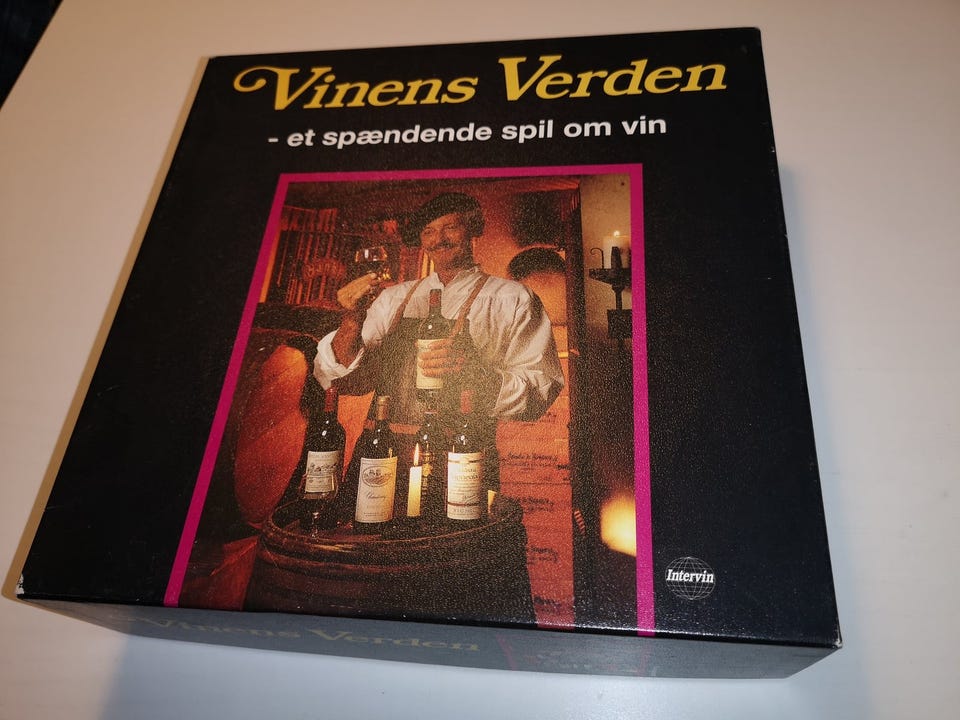 Vinens Verden
- et spændende spil om vin
Intervin
Vinens Verden